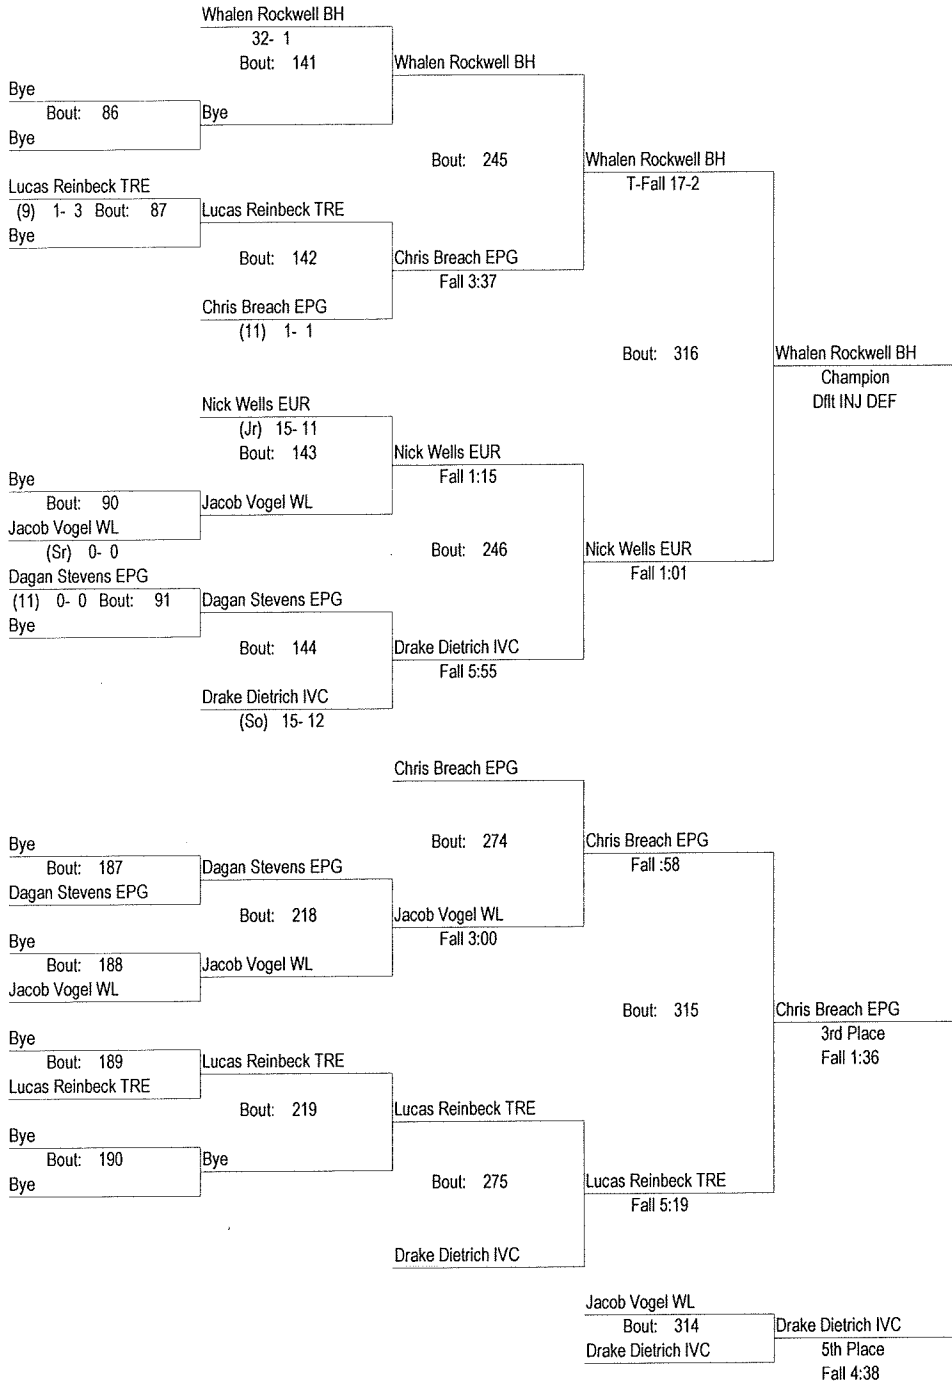 Whalen Rockwell BH
32- 1
Bout: 141
Whalen Rockwell BH
Bye
Bout: 86
Bye
Bye
Bout: 245
Whalen Rockwell BH
T-Fall 17-2
Lucas Reinbeck TRE
(9) 1- 3 Bout: 87
Lucas Reinbeck TRE
Bye
Bout: 142
Chris Breach EPG
Fall 3:37
Chris Breach EPG
(11) 1- 1
Bout: 316
Whalen Rockwell BH
Champion
Dflt INJ DEF
Nick Wells EUR
(Jr) 15- 11
Bout: 143
Nick Wells EUR
Fall 1:15
Bye
Bout: 90
Jacob Vogel WL
Jacob Vogel WL
(Sr) 0- 0
Bout: 246
Nick Wells EUR
Fall 1:01
Dagan Stevens EPG
(11) 0- 0 Bout: 91
Dagan Stevens EPG
Bye
Bout: 144
Drake Dietrich IVC
Fall 5:55
Drake Dietrich IVC
(So) 15- 12
Chris Breach EPG
Bout: 274
Chris Breach EPG
Fall :58
Bye
Bout: 187
Dagan Stevens EPG
Dagan Stevens EPG
Bout: 218
Jacob Vogel WL
Fall 3:00
Bye
Bout: 188
Jacob Vogel WL
Jacob Vogel WL
Bout: 315
Chris Breach EPG
3rd Place
Fall 1:36
Bye
Bout: 189
Lucas Reinbeck TRE
Lucas Reinbeck TRE
Bout: 219
Lucas Reinbeck TRE
Bye
Bout: 190
Bye
Bye
Bout: 275
Lucas Reinbeck TRE
Fall 5:19
Drake Dietrich IVC
Jacob Vogel WL
Bout: 314
Drake Dietrich IVC
Drake Dietrich IVC
5th Place
Fall 4:38